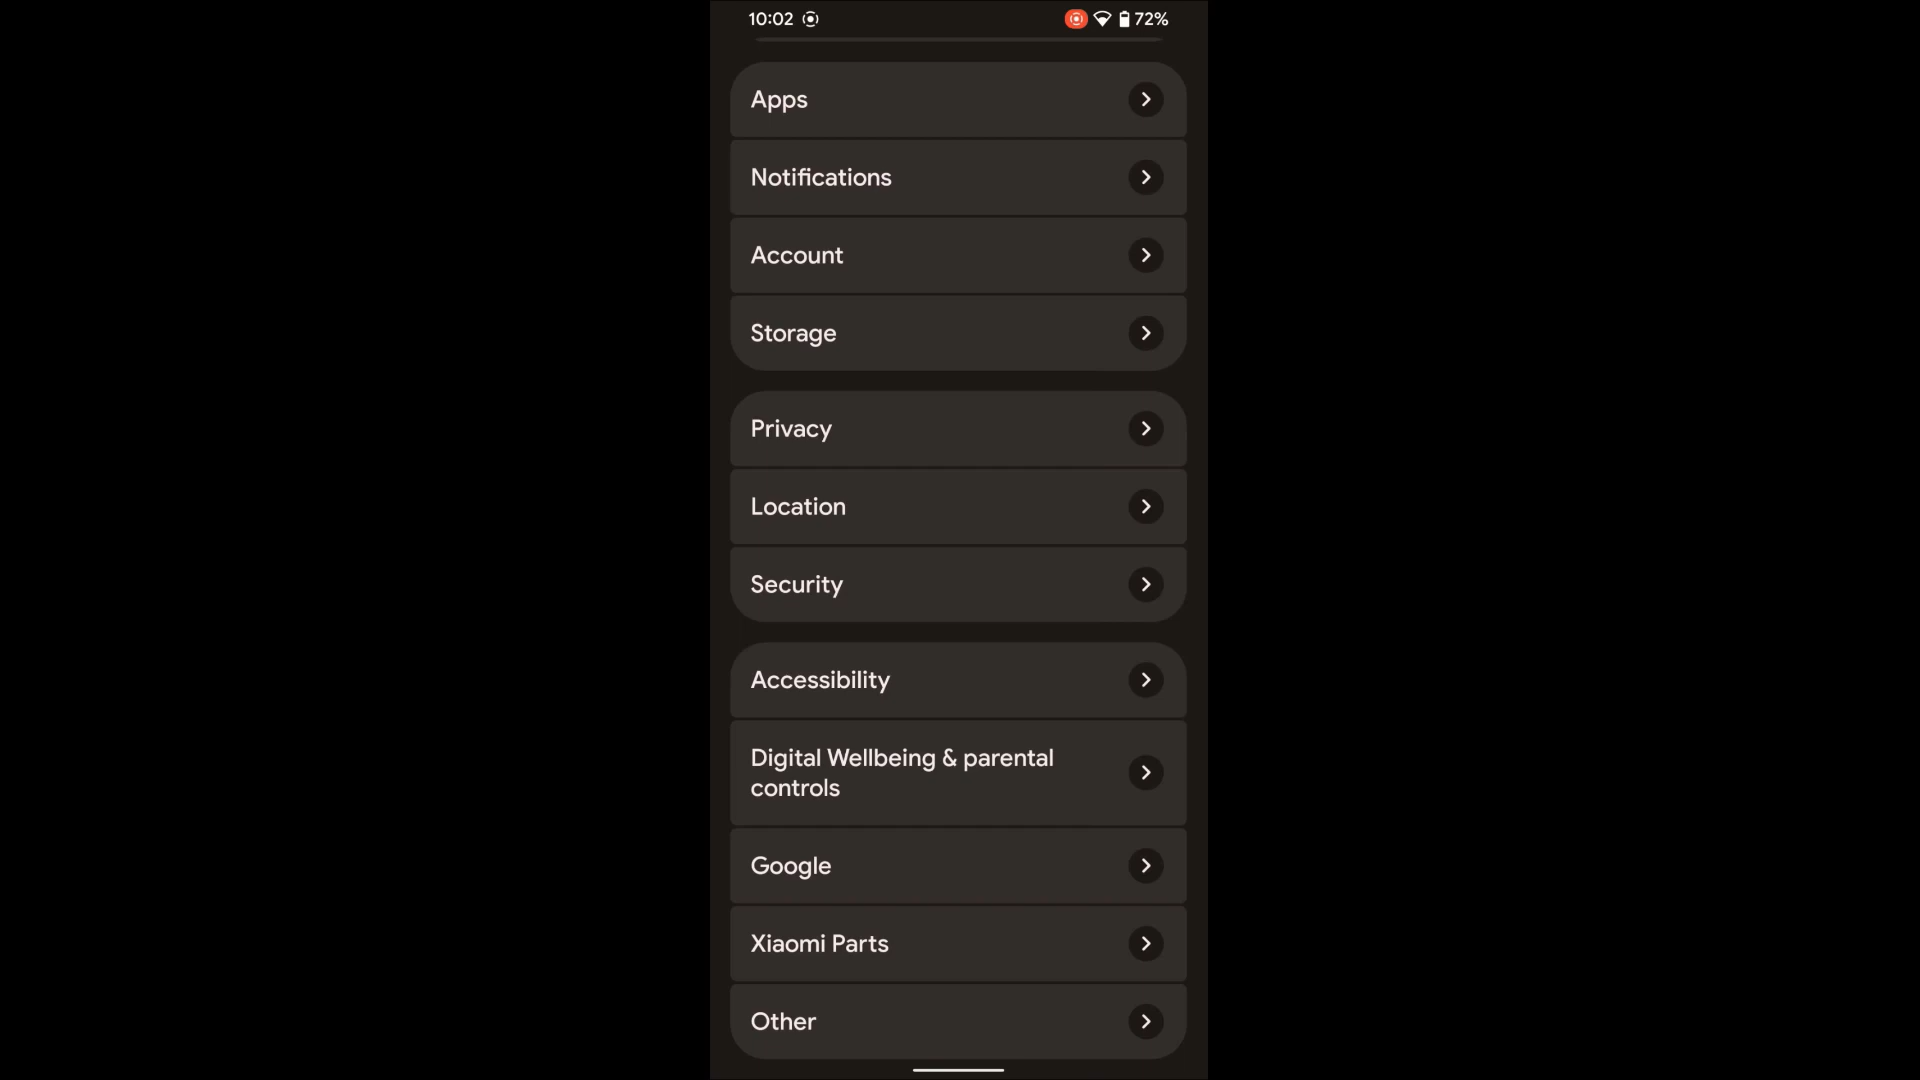 10:02 72%
Apps
Notifications
Account
Storage
Privacy
Location
Security
Accessibility
Digital Wellbeing & parental
controls
Google
Xiaomi Parts
Other